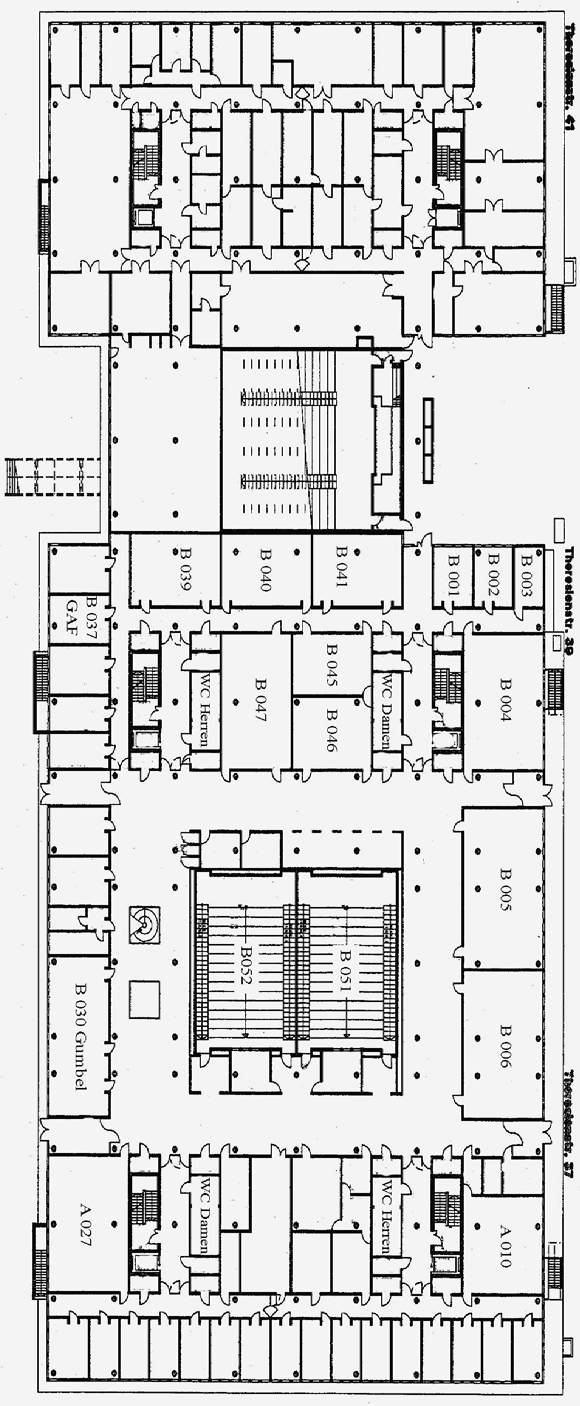 Theresienstr. 41
Theresienstr. 39
B 039
B 040
B 041
B 001
B 002
B 003
B 037
GAF
WC Herren
B 047
B 045
B 046
WC Damen
B 004
B 005
B052
B 051
B 030 Gumbel
B 006
Theresienstr. 37
A 027
WC Damen
WC Herren
A 010